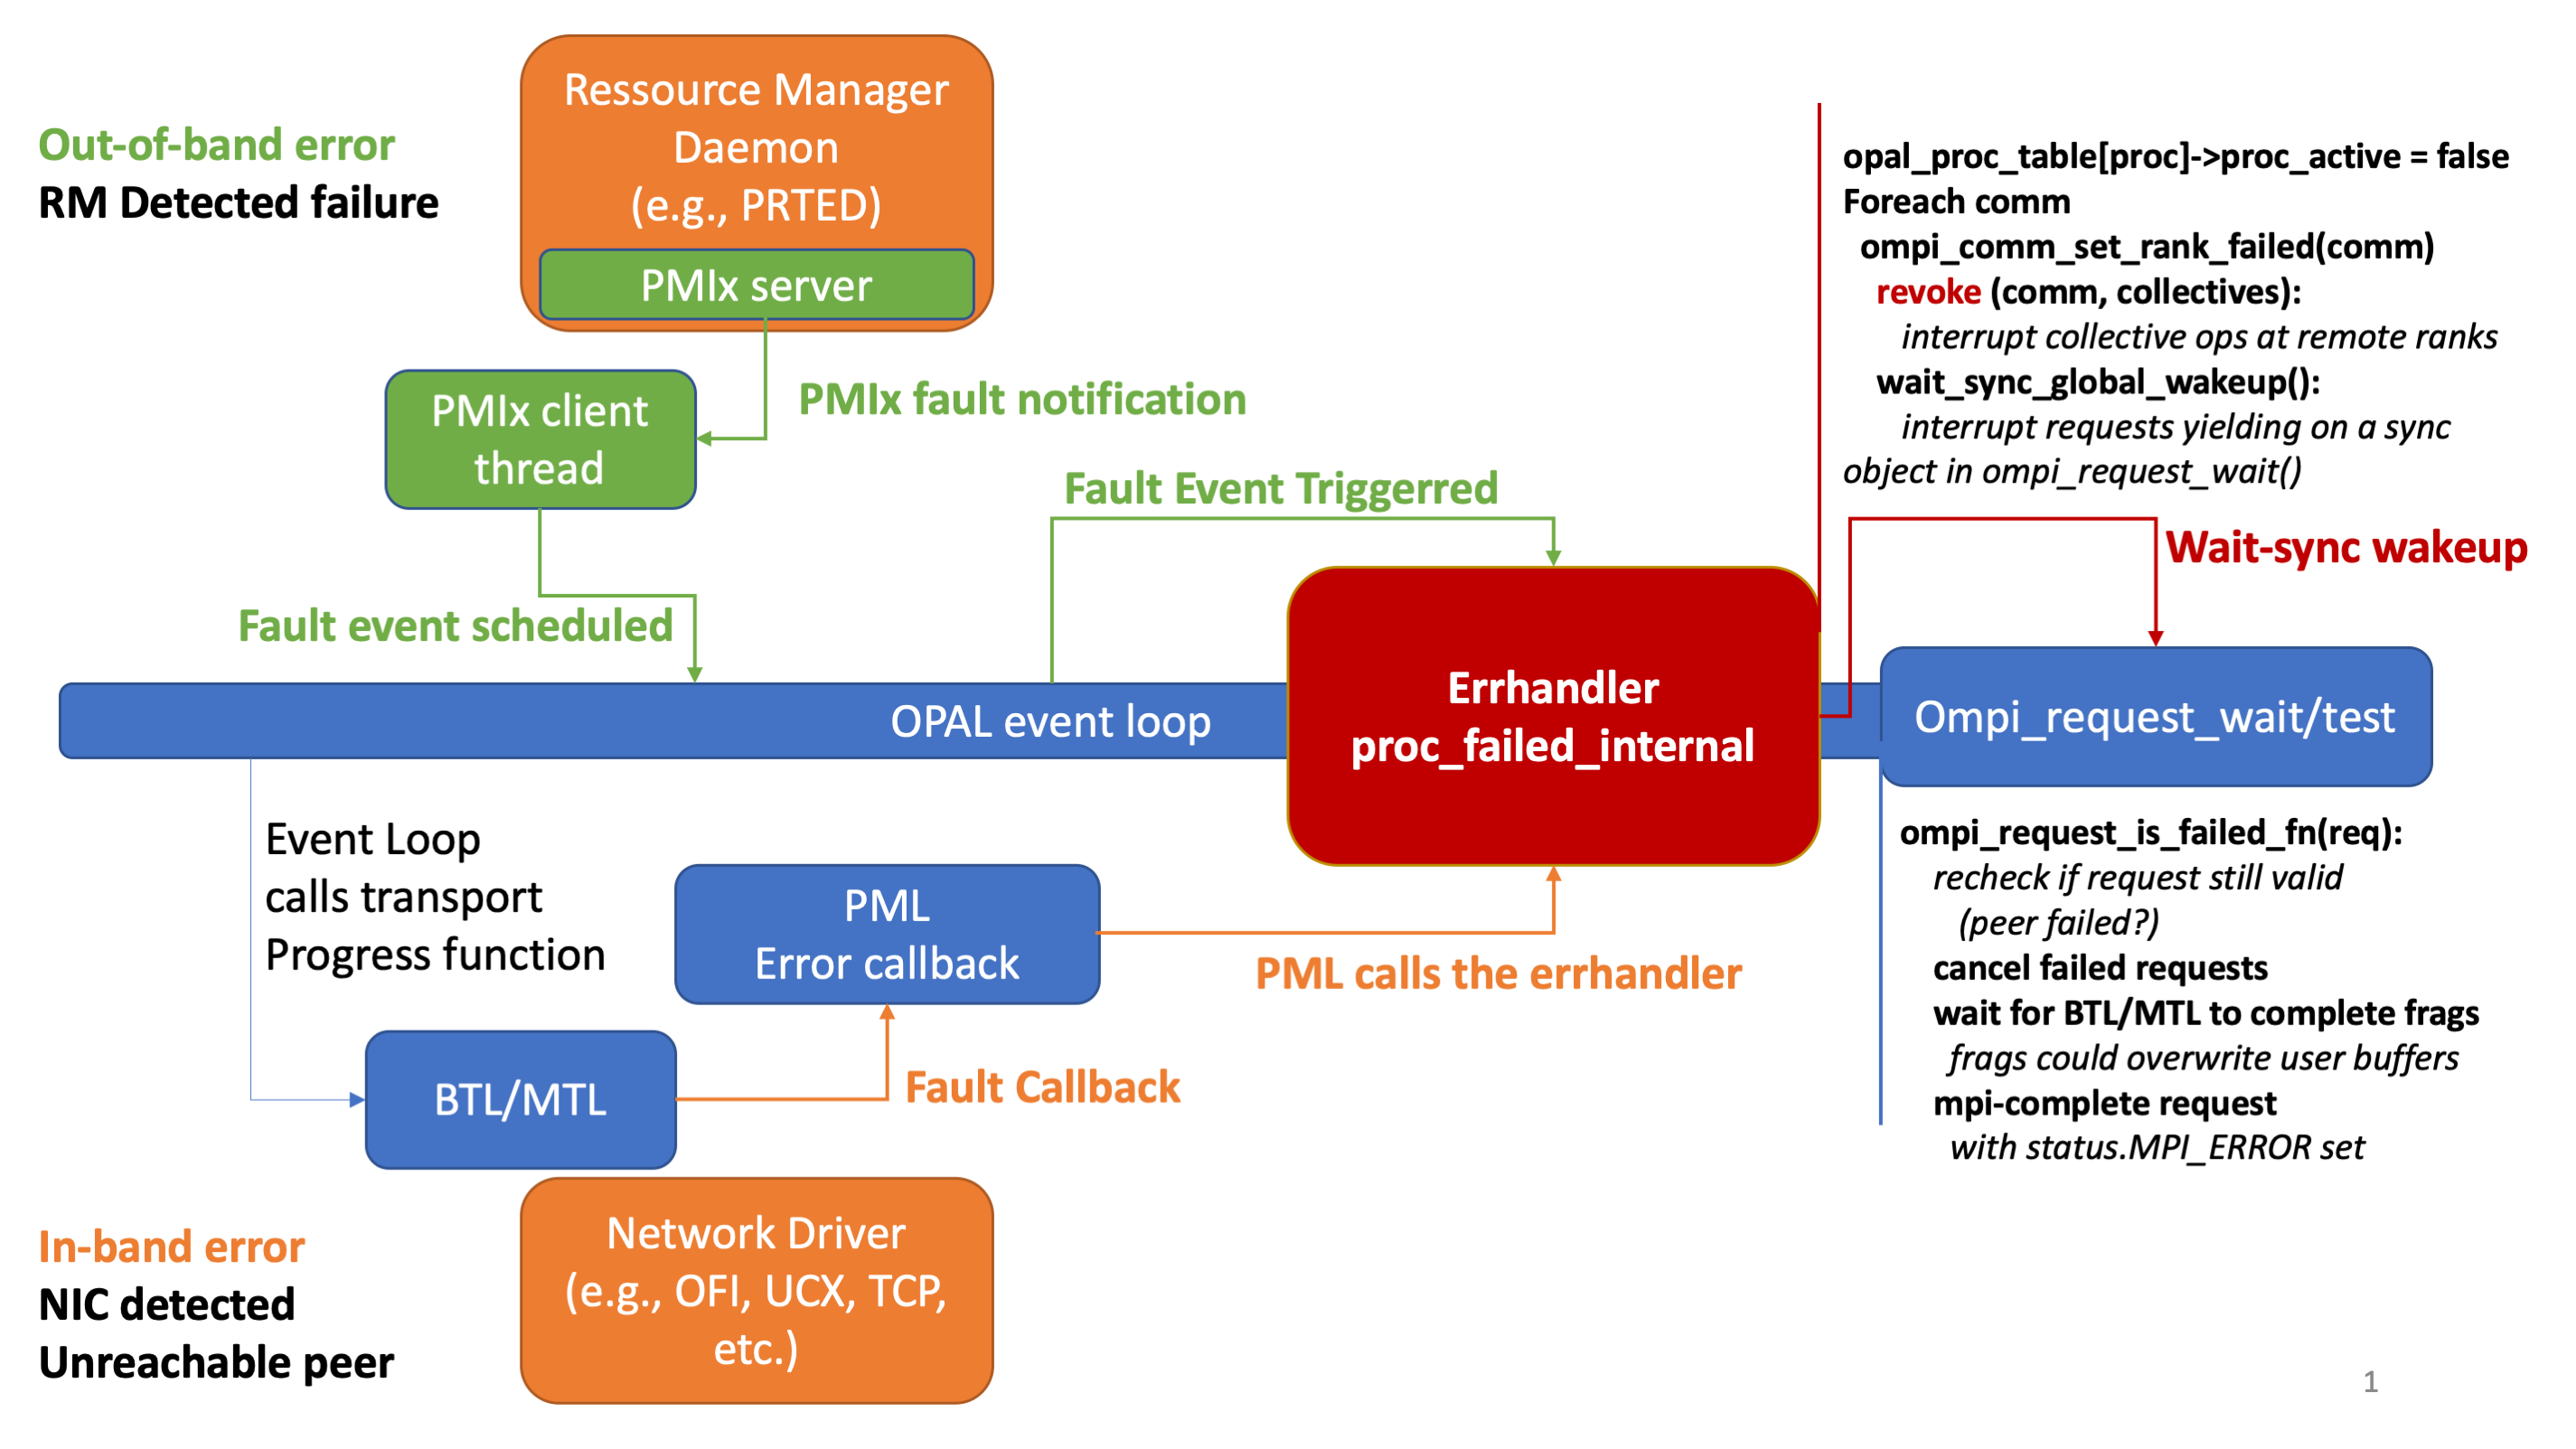 Out-of-band error
RM Detected failure
Ressource Manager
Daemon
(e.g., PRTED)
PMIx server
PMIx client
thread
PMIx fault notification
Fault event scheduled
Fault Event Triggerred
OPAL event loop
Errhandler
proc_failed_internal
opal_proc_table[proc]->proc_active = false
Foreach comm
ompi_comm_set_rank_failed(comm)
revoke (comm, collectives):
interrupt collective ops at remote ranks
wait_sync_global_wakeup():
interrupt requests yielding on a sync
object in ompi_request_wait()
Wait-sync wakeup
Ompi_request_wait/test
ompi_request_is_failed_fn(req):
recheck if request still valid
(peer failed?)
cancel failed requests
wait for BTL/MTL to complete frags
frags could overwrite user buffers
mpi-complete request
with status.MPI_ERROR set
Event Loop
calls transport
Progress function
PML
Error callback
PML calls the errhandler
BTL/MTL
Fault Callback
Network Driver
(e.g., OFI, UCX, TCP,
etc.)
In-band error
NIC detected
Unreachable peer
1